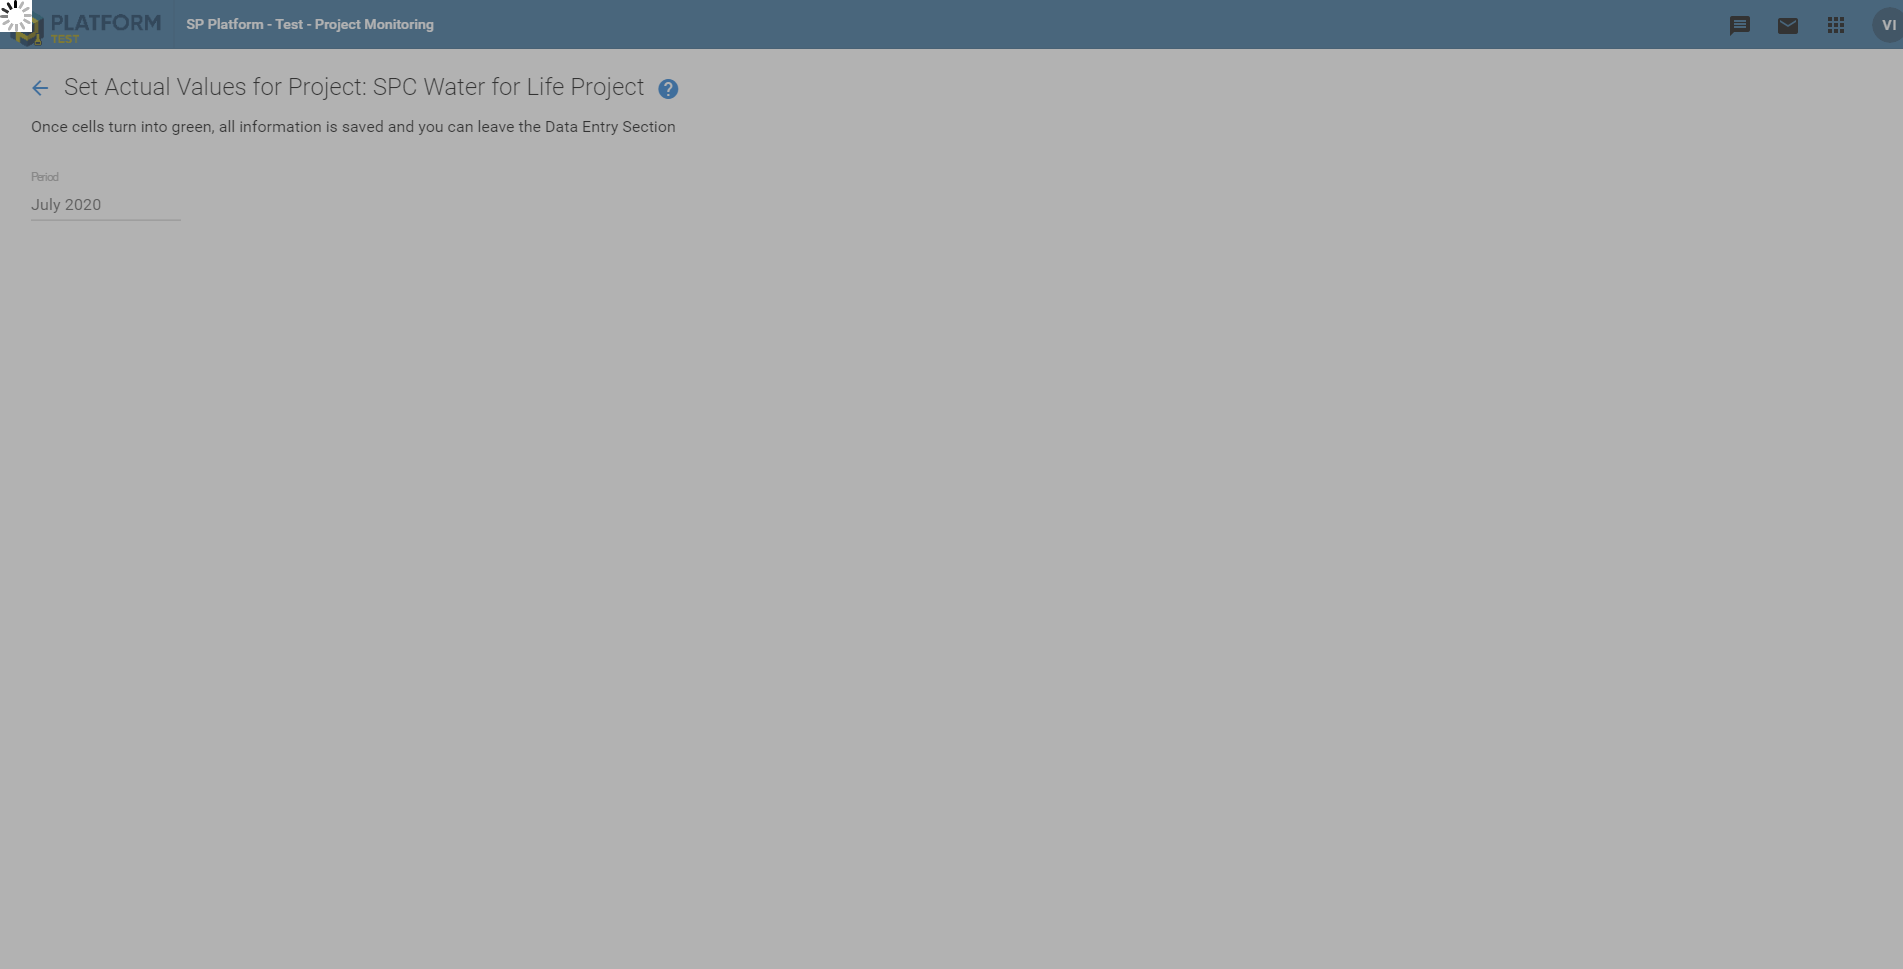 PLATFORM
TEST
SP Platform - Test - Project Monitoring
VI
Set Actual Values for Project: SPC Water for Life Project
Once cells turn into green, all information is saved and you can leave the Data Entry Section
Period
July 2020